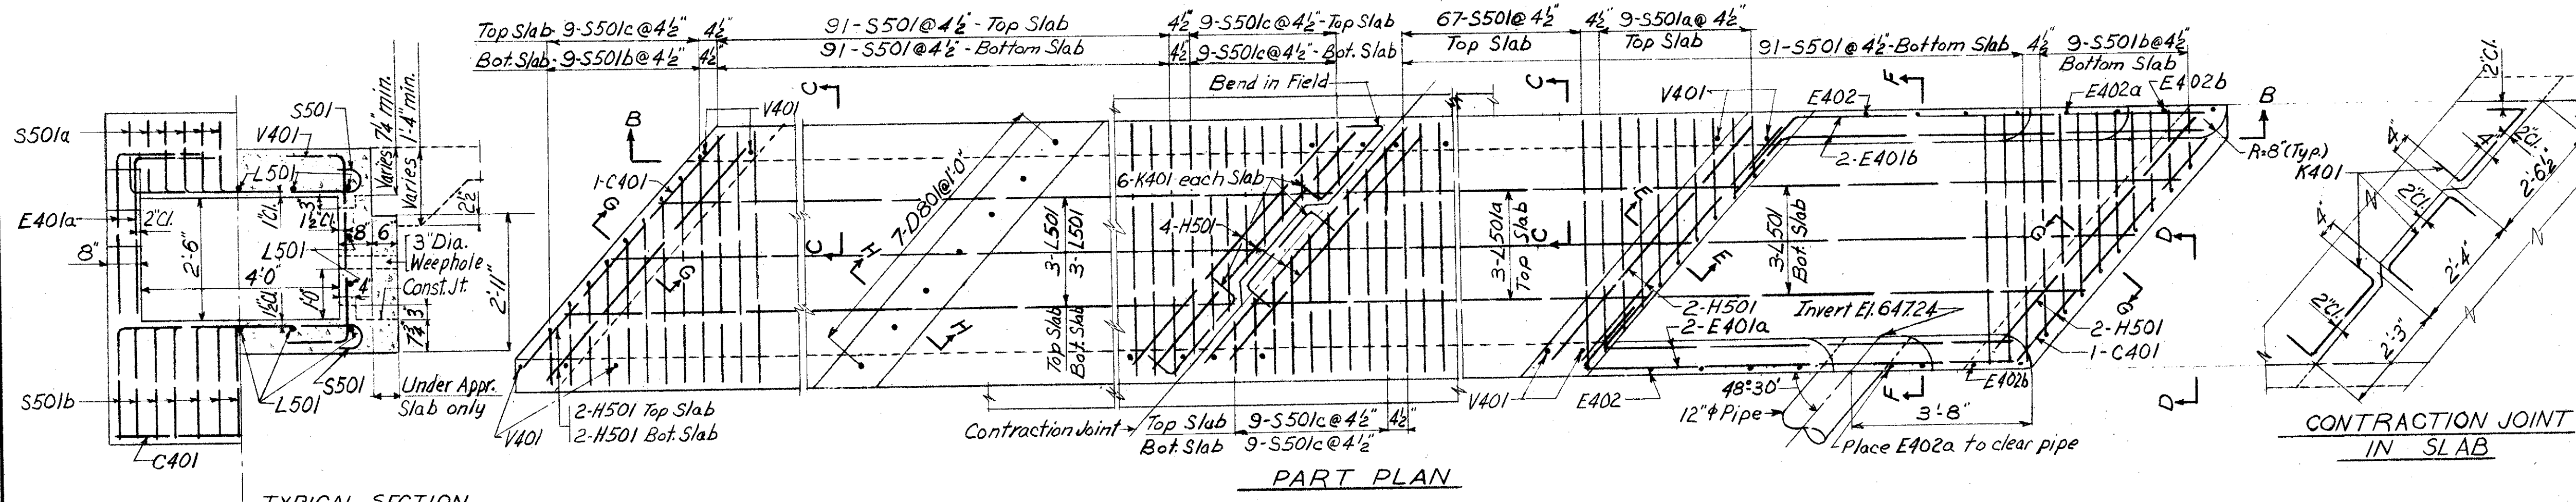 Top Slab-9-S501c@4½"
4½"
91-S501@4½"-Top Slab
4½"
9-S501c@4½"-Top Slab
67-S501@4½"
Top Slab
4½"
9-S501a@4½"
Top Slab
Bot. Slab-9-S501b@4½"
4½"
91-S501@4½"-Bottom Slab
4½"
9-S501c@4½"-Bot. Slab
91-S501@4½"-Bottom Slab
4½"
9-S501b@4½"
Bottom Slab
S501a
S501
V401
L501
E401a
2"Cl.
8"
2'-6"
4'-0"
1"Cl.
3"
1½"Cl.
8"
6"
L501
1½"Cl.
4"
3"Dia.
Weephole
Const. Jt.
Varies 7¼" min.
Varies 1'-4" min.
2½"
2'-11"
3"
S501b
C401
L501
S501
Under Appr.
Slab only
TYPICAL SECTION
B
V401
C
1-C401
G
G
C
7-D801@1'-0"
H
H
V401
2-H501 Top Slab
2-H501 Bot. Slab
Bend in Field
6-K401 each Slab
4-H501
3-L501
3-L501
Top Slab
Bot. Slab
Contraction Joint
Top Slab
9-S501c@4½"
4½"
Bot. Slab
9-S501c@4½"
C
V401
E402
F
E402a
E402b
B
2-E401b
R=8"(Typ.)
3-L501a
Top Slab
C
E
E
3-L501
Bot. Slab
G
D
G
2-H501
2-E401a
Invert El. 647.24
2-H501
1-C401
V401
E402
48°30'
12"φ Pipe
F
3'-8"
E402b
D
Place E402a to clear pipe
PART PLAN
2"Cl.
4"
4"
2"Cl.
K401
2'-6½"
4"
2"Cl.
2'-4"
2"Cl.
2'-3"
CONTRACTION JOINT
IN SLAB